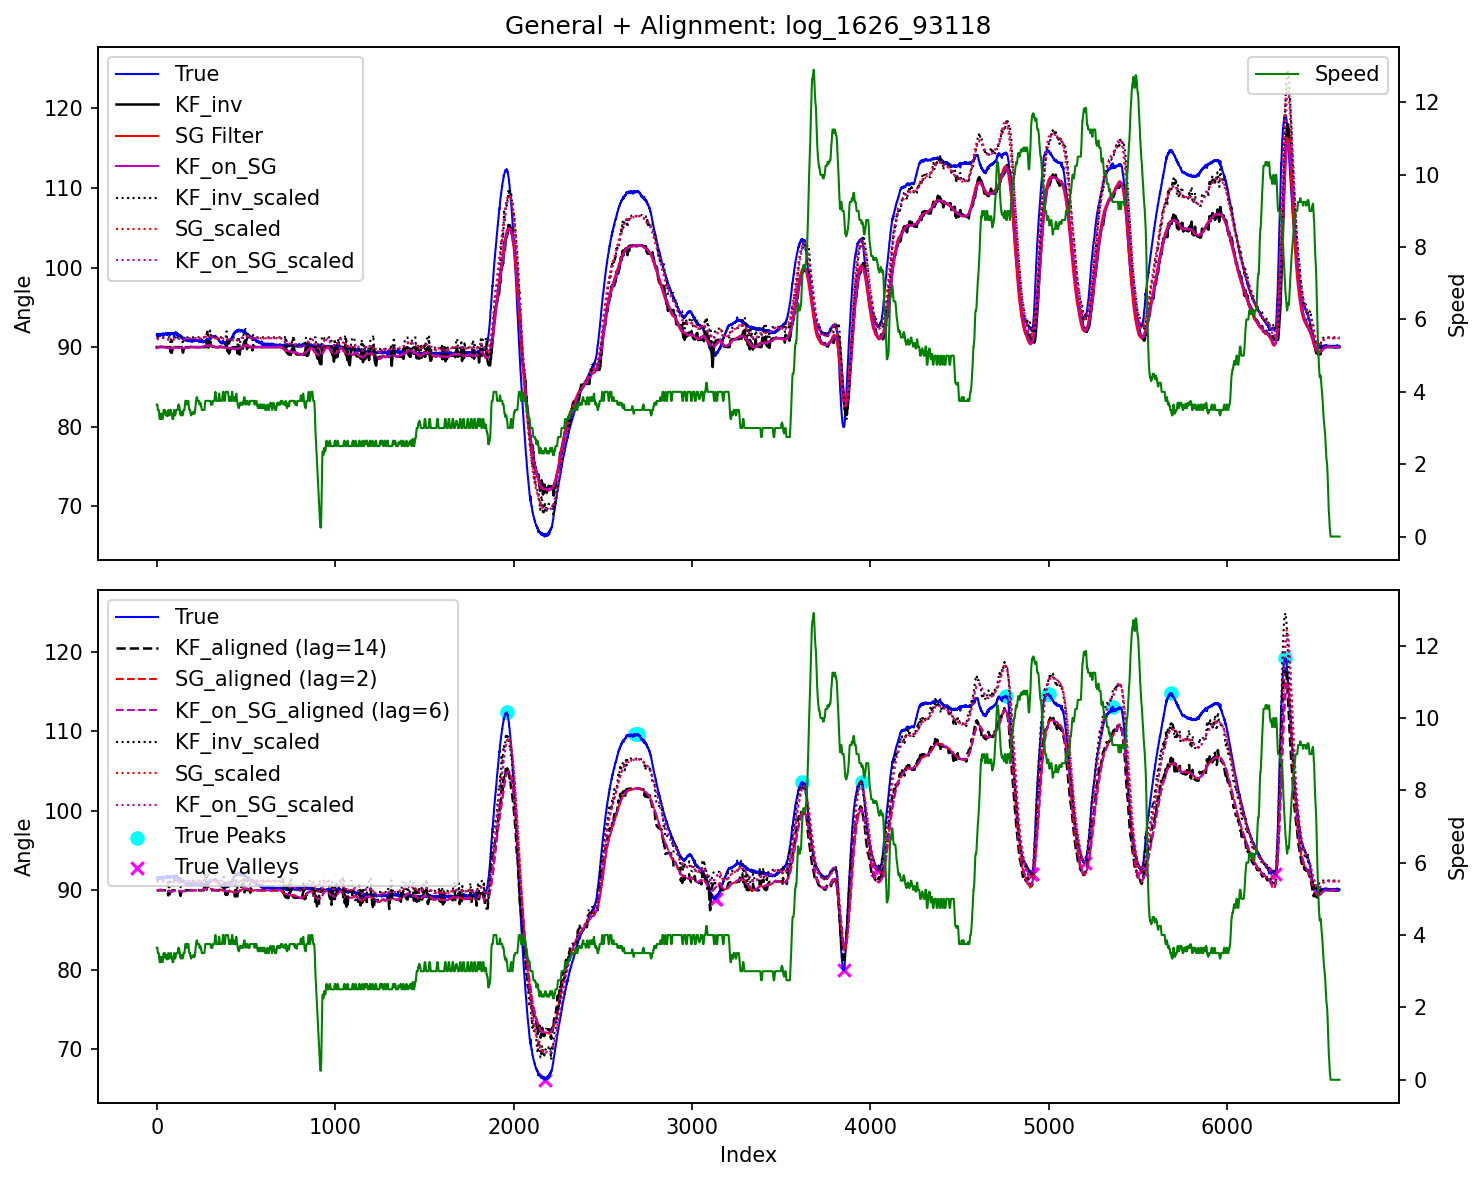 General + Alignment: log_1626_93118
True
KF_inv
SG Filter
KF_on_SG
KF_inv_scaled
SG_scaled
KF_on_SG_scaled
Speed
120
110
100
90
80
70
Angle
12
10
8
6
4
2
0
Speed
True
KF_aligned (lag=14)
SG_aligned (lag=2)
KF_on_SG_aligned (lag=6)
KF_inv_scaled
SG_scaled
KF_on_SG_scaled
True Peaks
True Valleys
120
110
100
90
80
70
Angle
12
10
8
6
4
2
0
Speed
0 1000 2000 3000 4000 5000 6000
Index